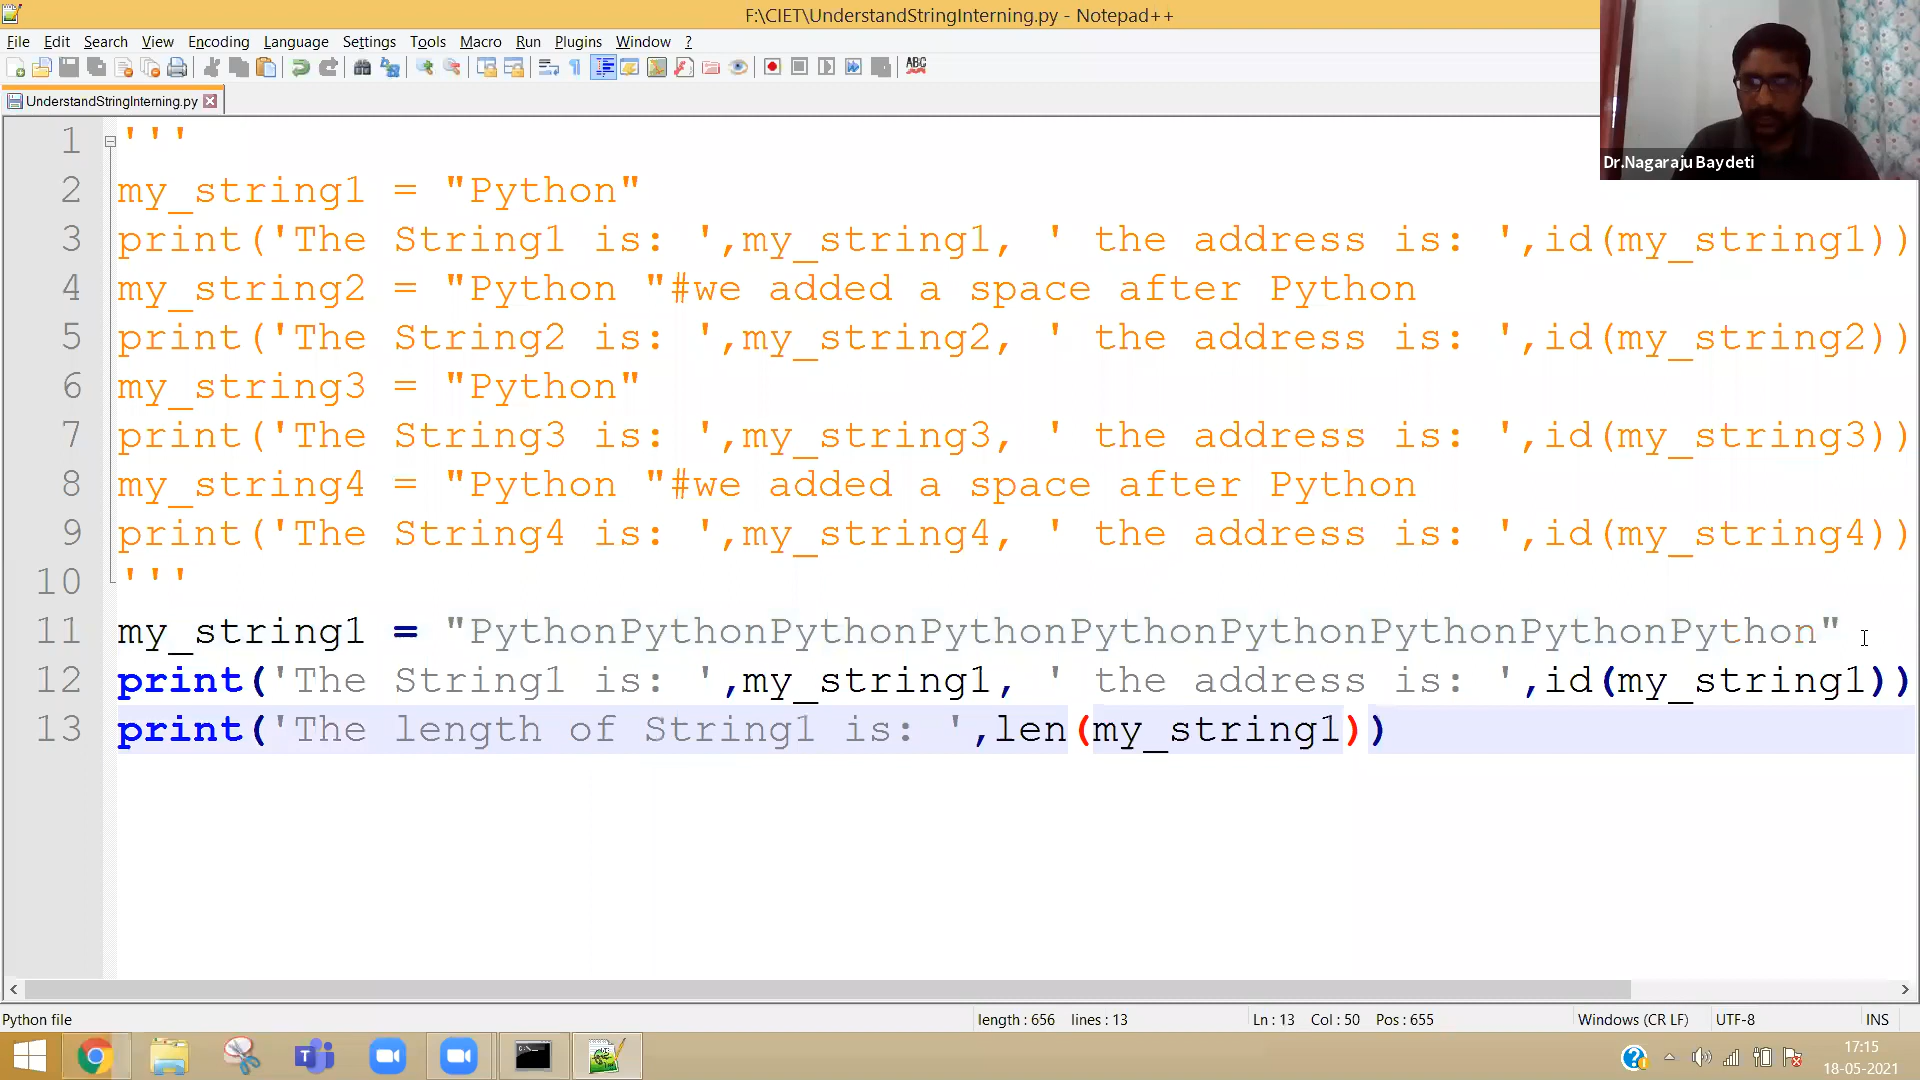 F:\CIET\UnderstandStringInterning.py - Notepad++
File Edit Search View Encoding Language Settings Tools Macro Run Plugins Window ?
ABC
UnderstandStringInterning.py
Dr.Nagaraju Baydeti
1 '''
2 my_string1 = "Python"
3 print('The String1 is: ',my_string1, ' the address is: ',id(my_string1))
4 my_string2 = "Python "#we added a space after Python
5 print('The String2 is: ',my_string2, ' the address is: ',id(my_string2))
6 my_string3 = "Python"
7 print('The String3 is: ',my_string3, ' the address is: ',id(my_string3))
8 my_string4 = "Python "#we added a space after Python
9 print('The String4 is: ',my_string4, ' the address is: ',id(my_string4))
10 '''
11 my_string1 = "PythonPythonPythonPythonPythonPythonPythonPythonPython"
12 print('The String1 is: ',my_string1, ' the address is: ',id(my_string1))
13 print('The length of String1 is: ',len(my_string1))
Python file length : 656 lines : 13 Ln : 13 Col : 50 Pos : 655 Windows (CR LF) UTF-8 INS
17:15
18-05-2021